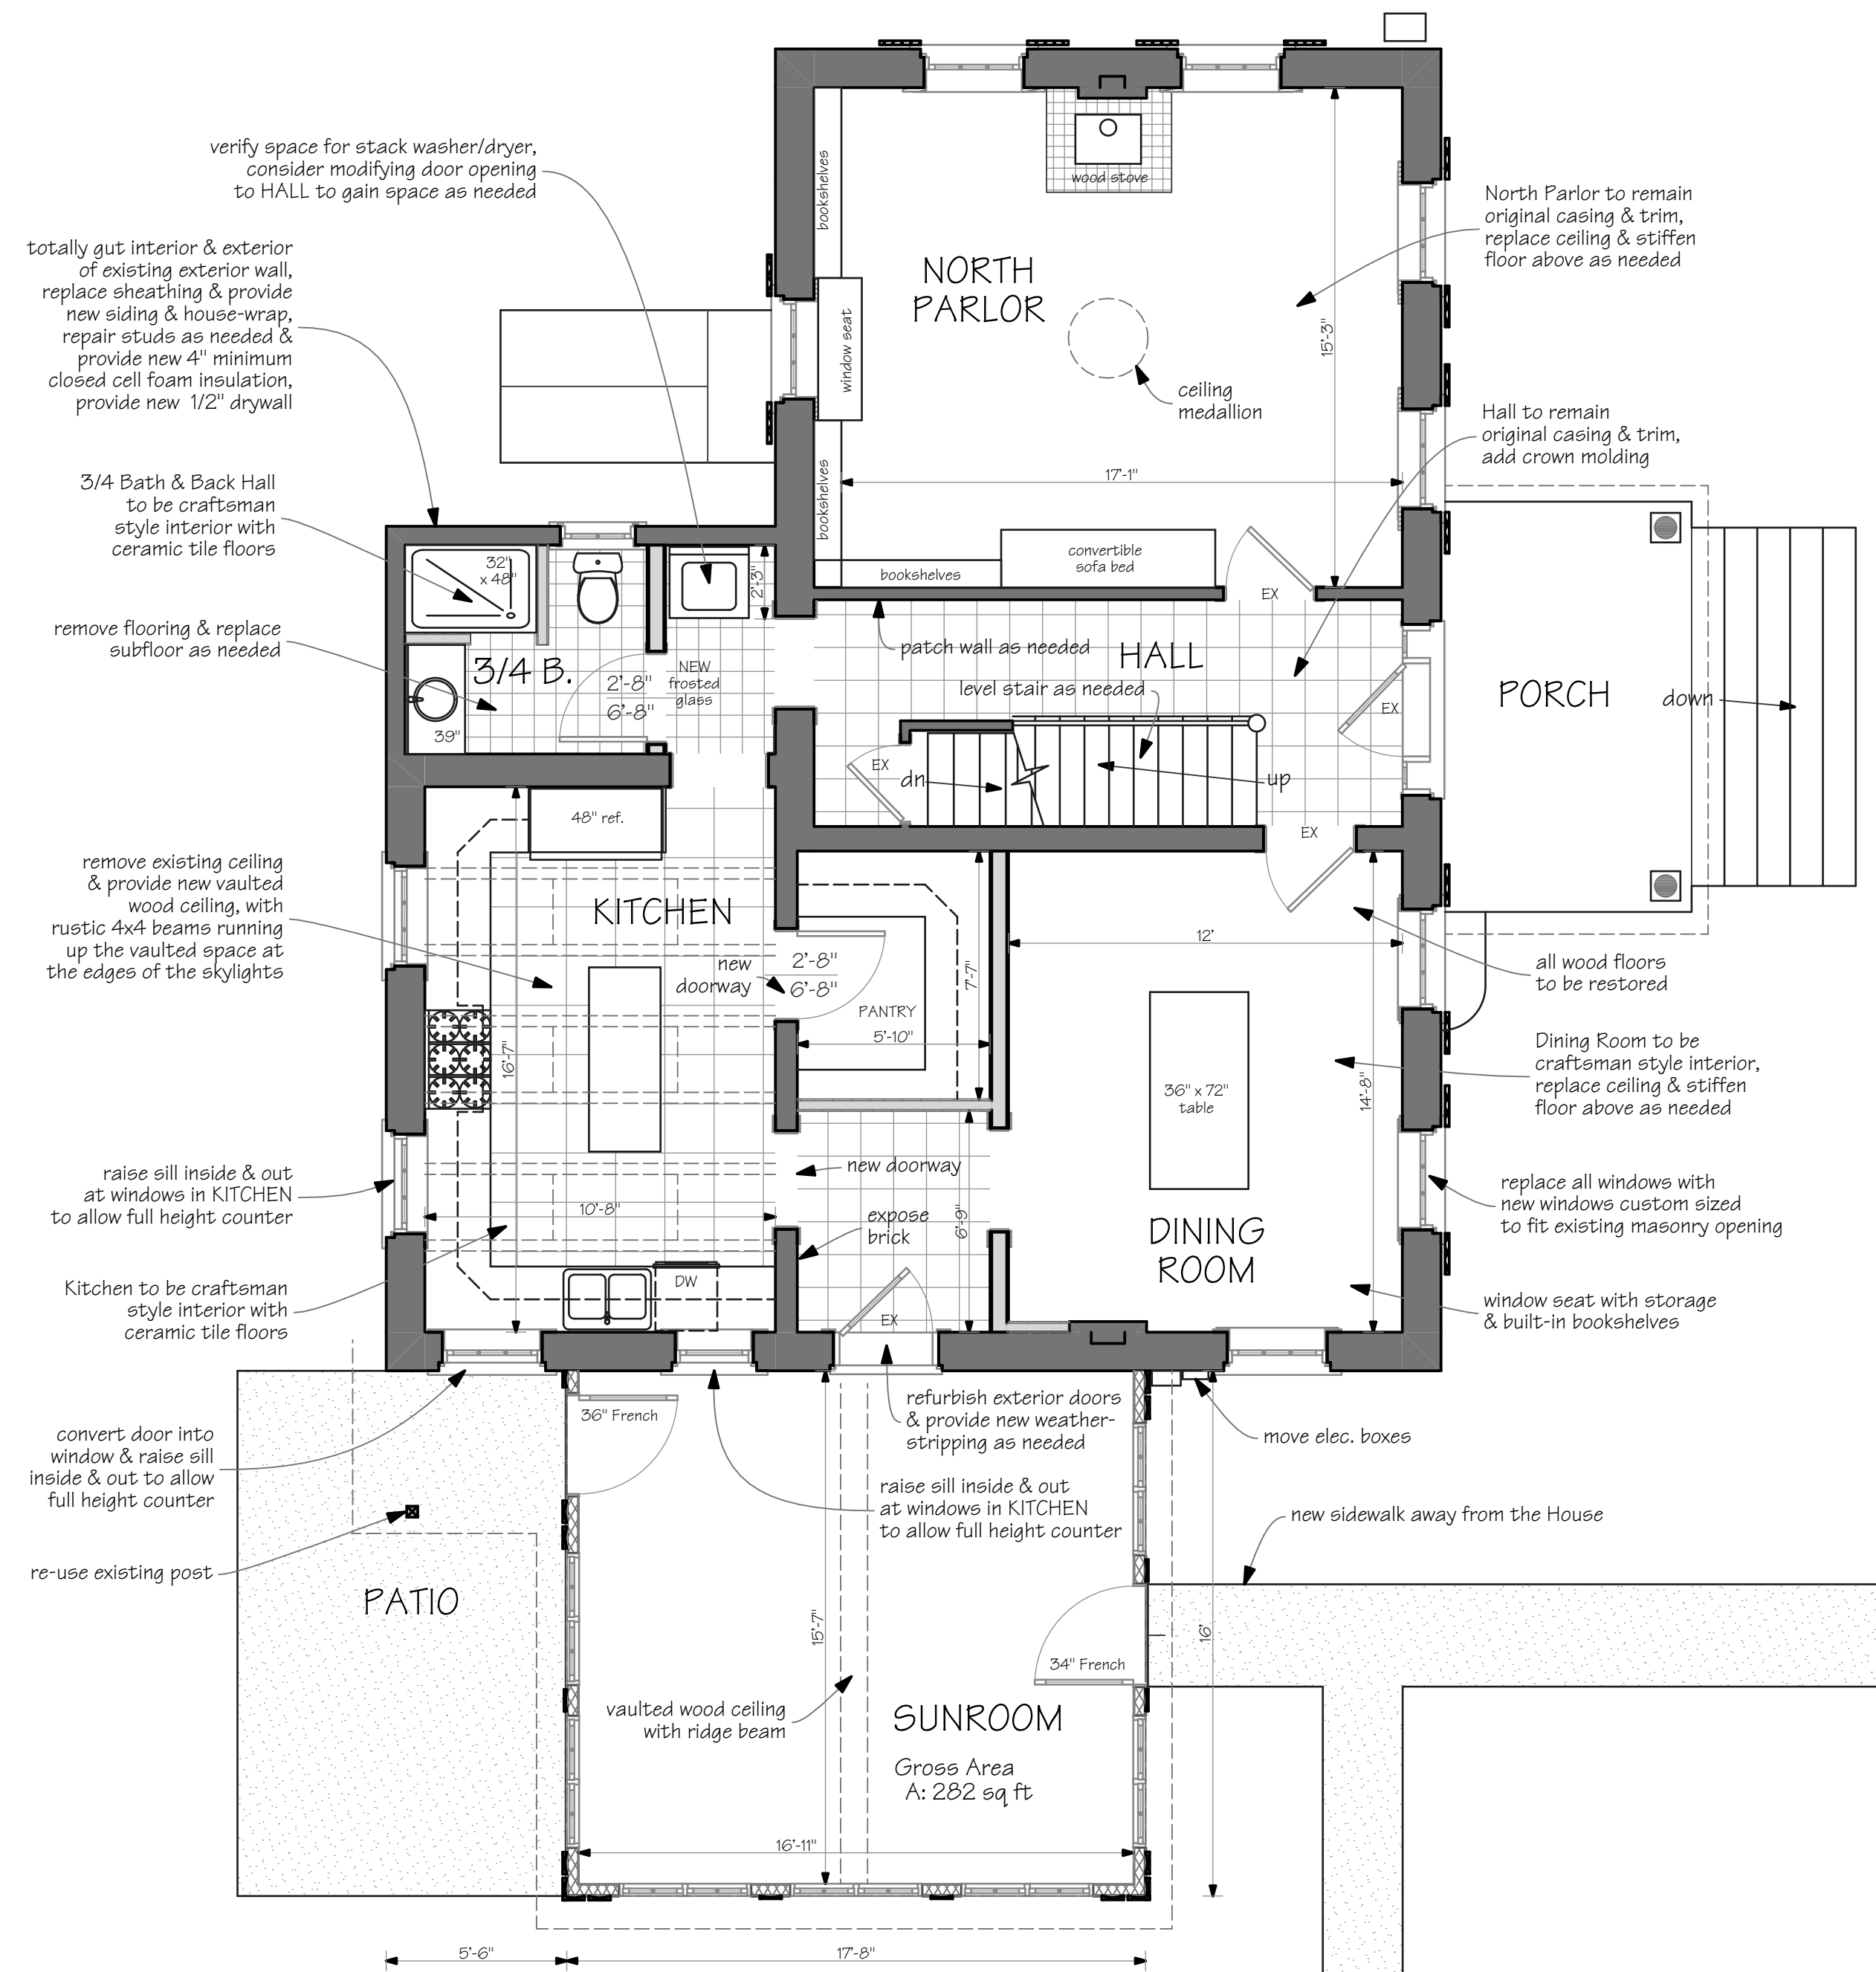 verify space for stack washer/dryer,
consider modifying door opening
to HALL to gain space as needed
totally gut interior & exterior
of existing exterior wall,
replace sheathing & provide
new siding & house-wrap,
repair studs as needed &
provide new 4" minimum
closed cell foam insulation,
provide new 1/2" drywall
3/4 Bath & Back Hall
to be craftsman
style interior with
ceramic tile floors
remove flooring & replace
subfloor as needed
remove existing ceiling
& provide new vaulted
wood ceiling, with
rustic 4x4 beams running
up the vaulted space at
the edges of the skylights
raise sill inside & out
at windows in KITCHEN
to allow full height counter
Kitchen to be craftsman
style interior with
ceramic tile floors
convert door into
window & raise sill
inside & out to allow
full height counter
re-use existing post
PATIO
bookshelves
wood stove
NORTH
PARLOR
window seat
15'-3"
ceiling
medallion
17'-1"
bookshelves
bookshelves
convertible
sofa bed
EX
North Parlor to remain
original casing & trim,
replace ceiling & stiffen
floor above as needed
Hall to remain
original casing & trim,
add crown molding
32"
x 48"
2'-3"
3/4 B.
39"
2'-8"
6'-8"
NEW
frosted
glass
patch wall as needed
HALL
level stair as needed
EX
EX
dn
up
EX
PORCH
down
48" ref.
KITCHEN
new
doorway
2'-8"
6'-8"
PANTRY
5'-10"
7'-7"
16'-7"
10'-8"
new doorway
expose
brick
6'-9"
DW
EX
12'
36" x 72"
table
14'-8"
DINING
ROOM
all wood floors
to be restored
Dining Room to be
craftsman style interior,
replace ceiling & stiffen
floor above as needed
replace all windows with
new windows custom sized
to fit existing masonry opening
window seat with storage
& built-in bookshelves
36" French
refurbish exterior doors
& provide new weather-
stripping as needed
raise sill inside & out
at windows in KITCHEN
to allow full height counter
move elec. boxes
new sidewalk away from the House
15'-7"
16'
34" French
vaulted wood ceiling
with ridge beam
SUNROOM
Gross Area
A: 282 sq ft
16'-11"
5'-6"
17'-8"